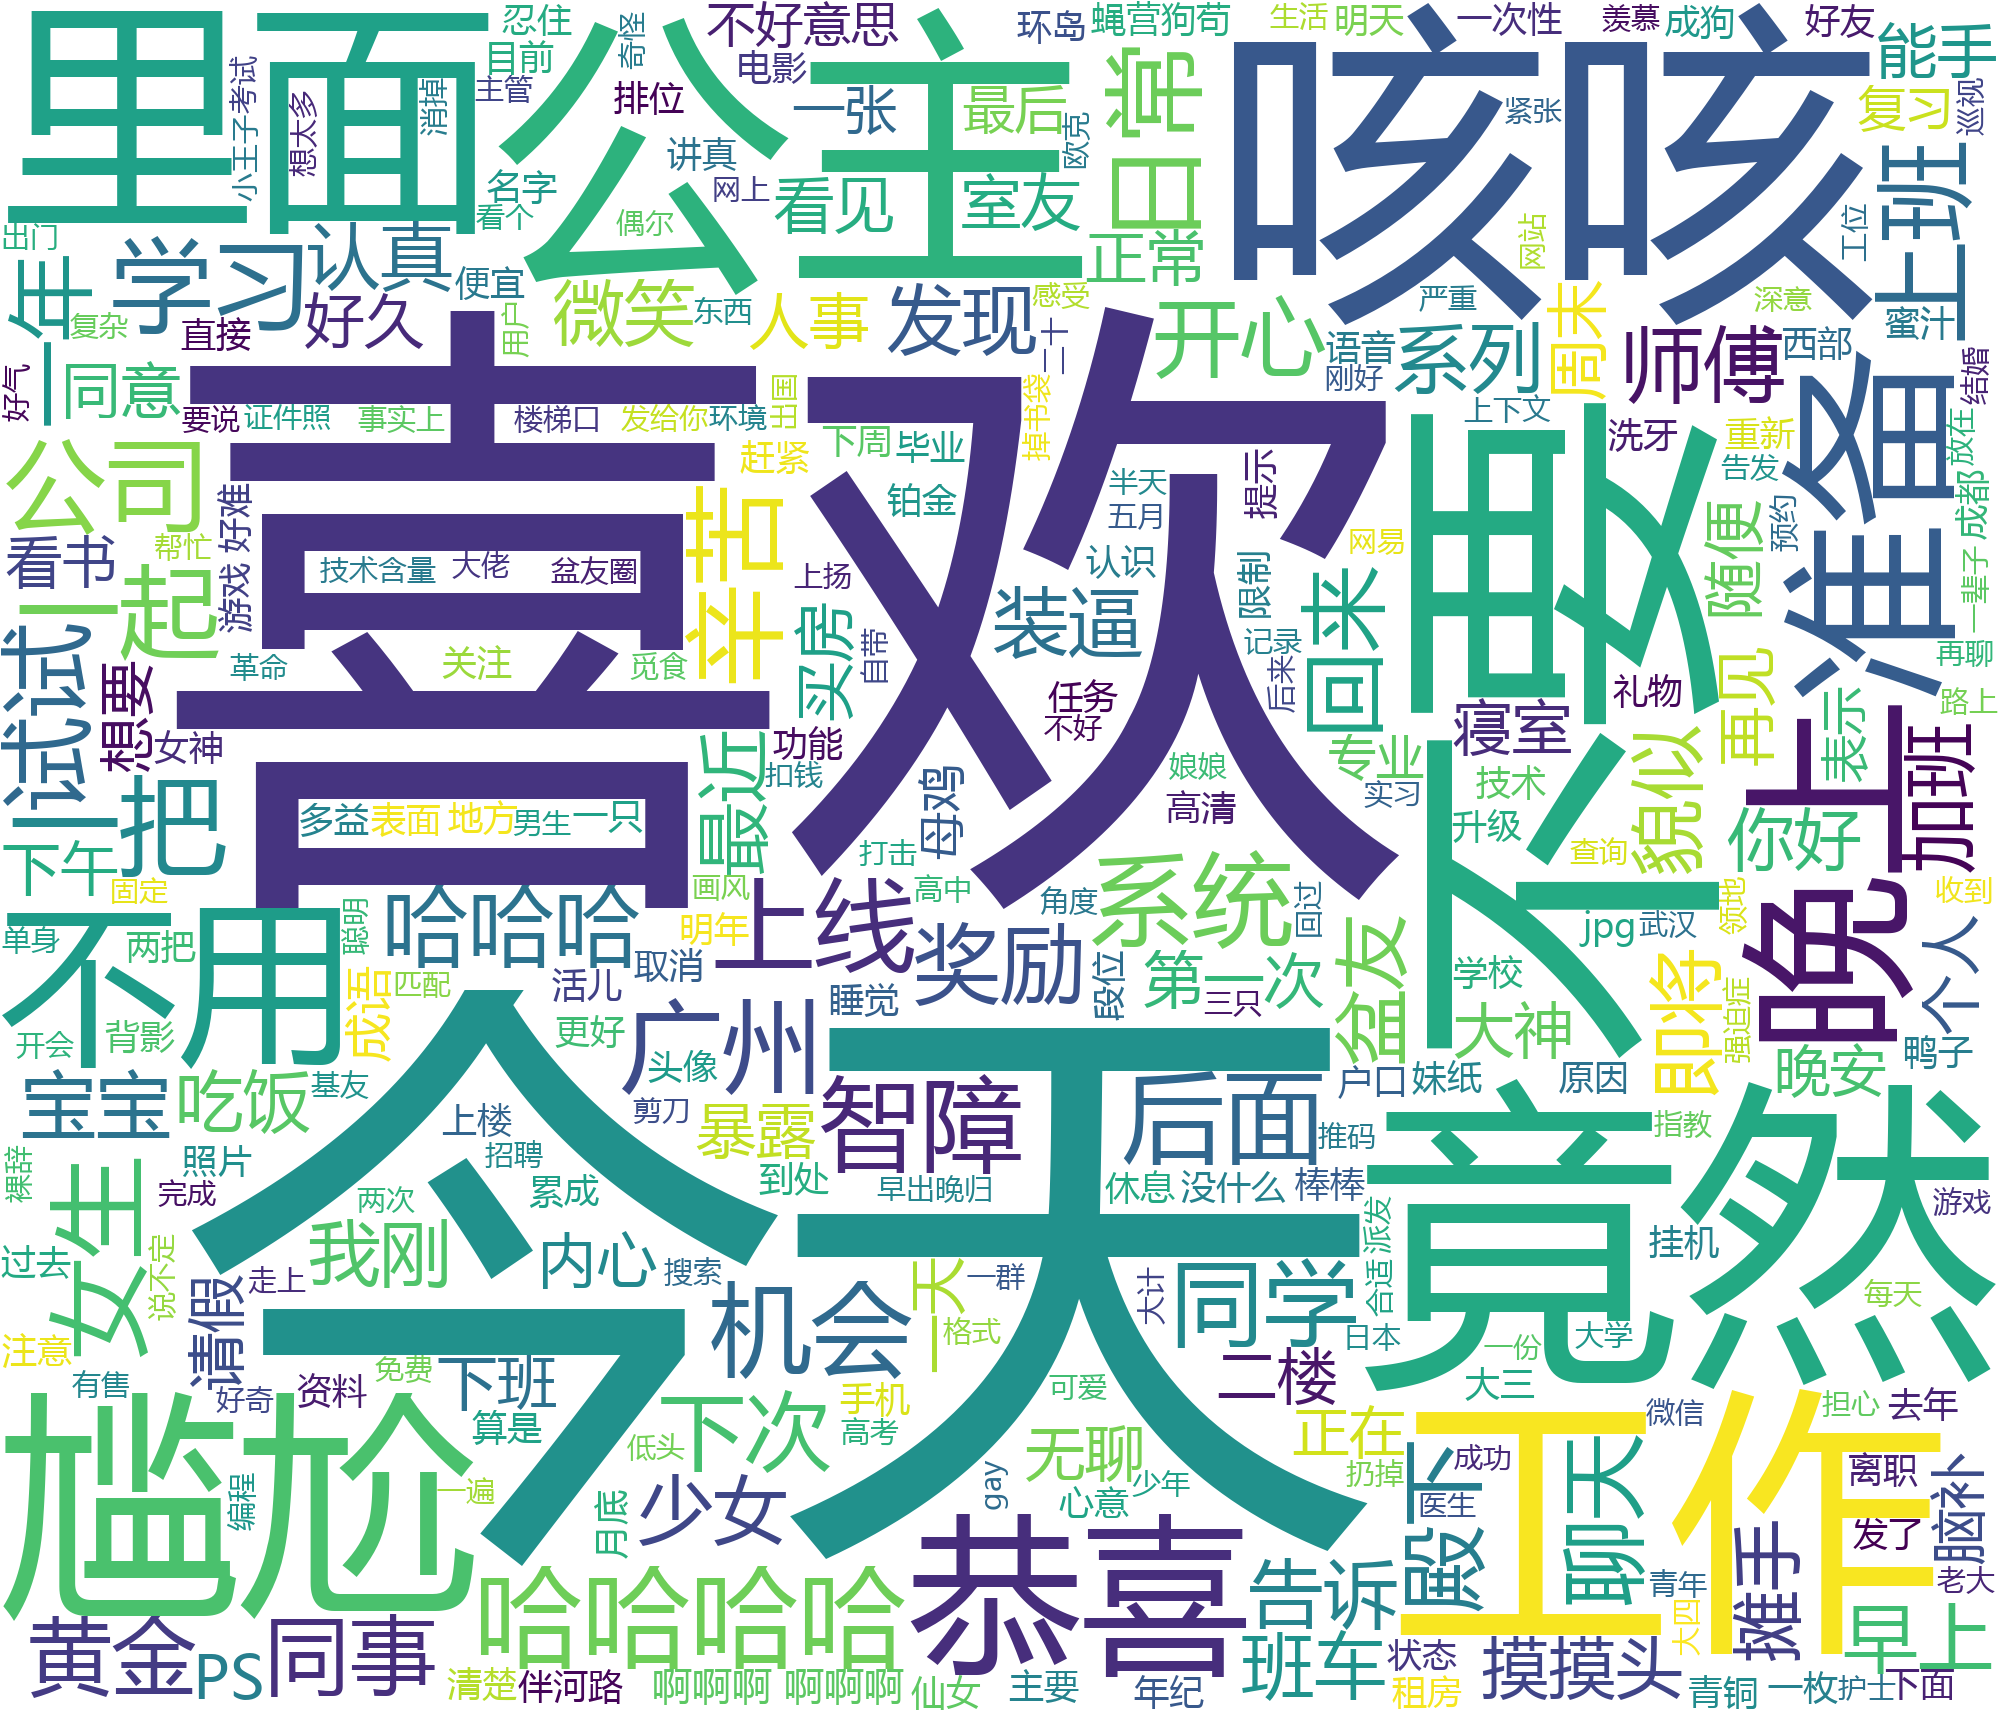 里面
公主
咳咳
喜欢
不要
今天
竟然
尴尬
工作
恭喜
晚上
准备
不用
忍住
目前
奇怪
不好意思
电影
环岛
蝇营狗苟
生活
明天
一次性
羡慕
成狗
好友
能手
小王子考试
想太多
消掉
主管
排位
一张
最后
欧克
日常
紧张
复习
巡视
讲真
网上
名字
看个
偶尔
看见
室友
正常
网站
工位
上班
出门
一年
学习
认真
便宜
复杂
直接
好久
用户
微笑
东西
人事
发现
感受
二十
开心
语音
刚好
系列
严重
周末
师傅
深意
西部
蜜汁
好气
同意
要说
证件照
事实上
楼梯口
发给你
环境
出国
掉书袋
上下文
洗牙
重新
告发
结婚
放在
成都
公司
好难
游戏
赶紧
下周
毕业
铂金
半天
五月
提示
网易
随便
预约
看书
帮忙
一起
技术含量
大佬
盆友圈
辛苦
上扬
认识
限制
回来
一辈子
再聊
试试
想要
革命
关注
觅食
买房
自带
装逼
记录
后来
任务
不好
礼物
再见
路上
女神
功能
扣钱
寝室
专业
表示
加班
一把
最近
母鸡
娘娘
高清
实习
技术
升级
貌似
你好
多益
表面
地方
男生
一只
下午
固定
打击
查询
聪明
哈哈哈
画风
高中
上线
角度
系统
回过
盆友
jpg
武汉
领地
收到
单身
两把
明年
取消
奖励
第一次
三只
段位
学校
即将
个人
成语
匹配
活儿
睡觉
强迫症
开会
背影
更好
广州
头像
大神
晚安
鸭子
宝宝
吃饭
基友
上楼
剪刀
暴露
智障
后面
户口
妹纸
原因
推码
指教
裸辞
照片
招聘
女生
完成
两次
累成
到处
早出晚归
休息
没什么
棒棒
派发
游戏
过去
说不定
走上
我刚
内心
搜索
机会
一天
一群
大计
同学
合适
挂机
每天
注意
请假
格式
日本
一份
大学
有售
好奇
资料
免费
下班
算是
低头
下次
手机
高考
可爱
二楼
大三
微信
担心
去年
正在
扔掉
殿下
成功
聊天
离职
脑补
编程
一遍
月底
少女
gay
无聊
心意
少年
医生
发了
摊手
老大
青年
大四
早上
黄金
PS
同事
哈哈哈哈
清楚
伴河路
啊啊啊
啊啊啊
仙女
主要
告诉
班车
年纪
状态
租房
摸摸头
青铜
一枚
护士
下面